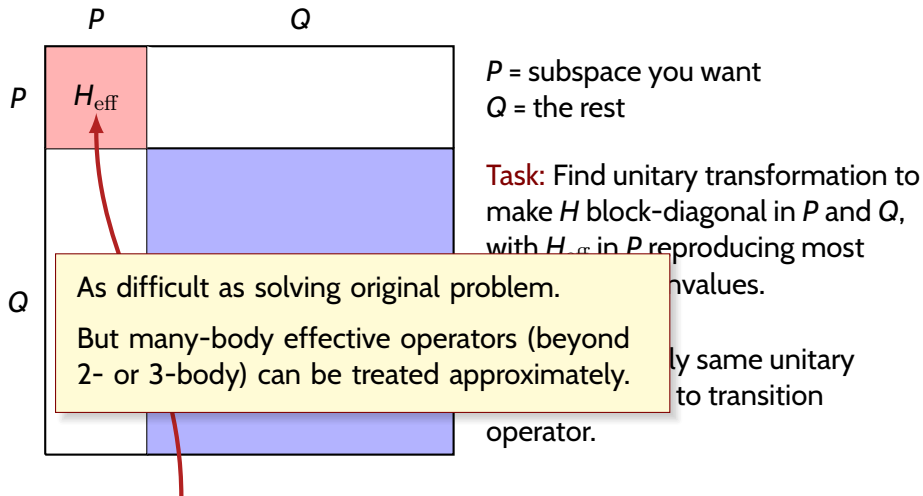 P Q
P
H_eff
P = subspace you want
Q = the rest
Task: Find unitary transformation to
make H block-diagonal in P and Q,
with H_eff in P reproducing most
Q
As difficult as solving original problem.
But many-body effective operators (beyond
2- or 3-body) can be treated approximately.
same unitary
to transition
operator.